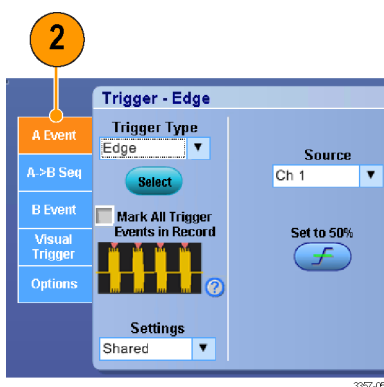 2
Trigger - Edge
A Event
A->B Seq
B Event
Visual
Trigger
Options
Trigger Type
Edge
Select
Mark All Trigger
Events in Record
Settings
Shared
Source
Ch 1
Set to 50%